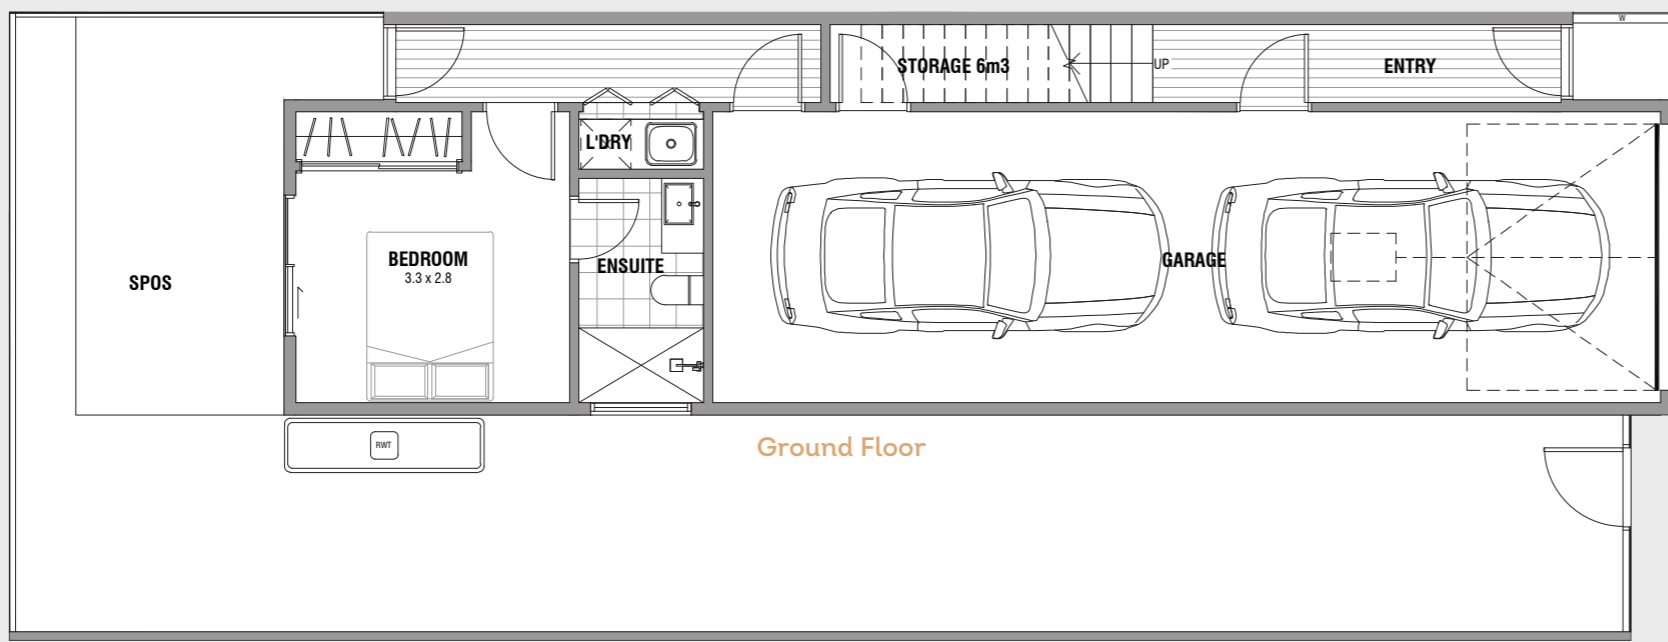 W
STORAGE 6m3
UP
ENTRY
L'DRY
BEDROOM
3.3 x 2.8
ENSUITE
GARAGE
SPOS
RWT
Ground Floor